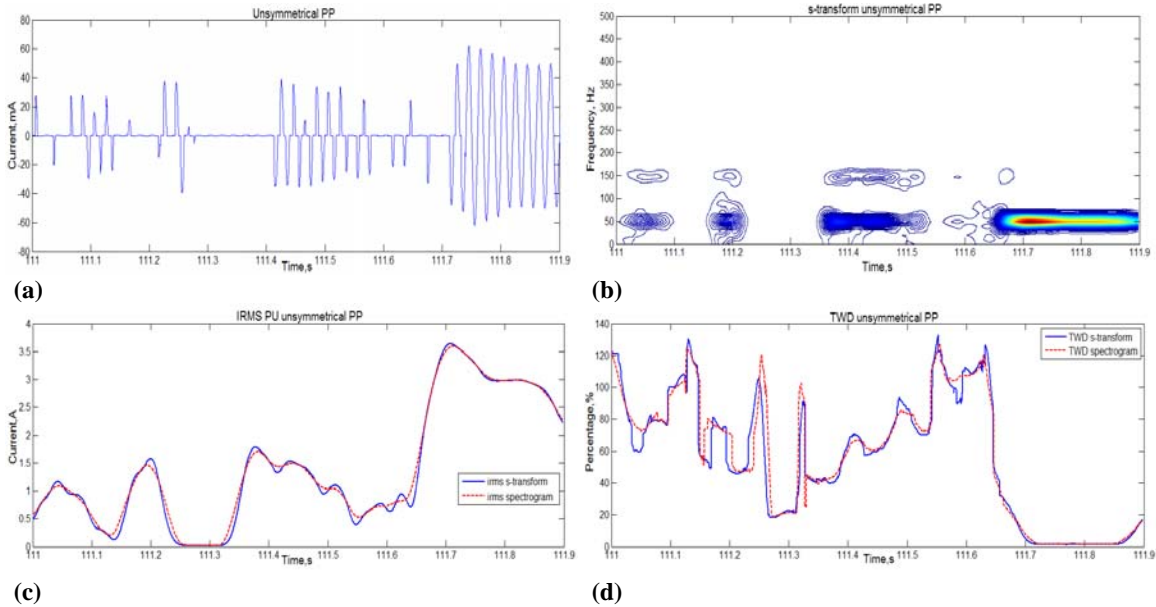 Unsymmetrical PP
80
60
40
20
0
-20
-40
-60
80
Current,mA
111 111.1 111.2 111.3 111.4 111.5 111.6 111.7 111.8 111.9
Time,s
(a)
s-transform unsymmetrical PP
500
450
400
350
300
250
200
150
100
50
0
Frequency, Hz
111 111.1 111.2 111.3 111.4 111.5 111.6 111.7 111.8 111.9
Time,s
(b)
IRMS PU unsymmetrical PP
4
3.5
3
2.5
2
1.5
1
0.5
0
Current,A
irms s-transform
irms spectrogram
111 111.1 111.2 111.3 111.4 111.5 111.6 111.7 111.8 111.9
Time,s
(c)
TWD unsymmetrical PP
140
120
100
80
60
40
20
0
Percentage,%
TWD s-transform
TWD spectrogram
111 111.1 111.2 111.3 111.4 111.5 111.6 111.7 111.8 111.9
Time,s
(d)